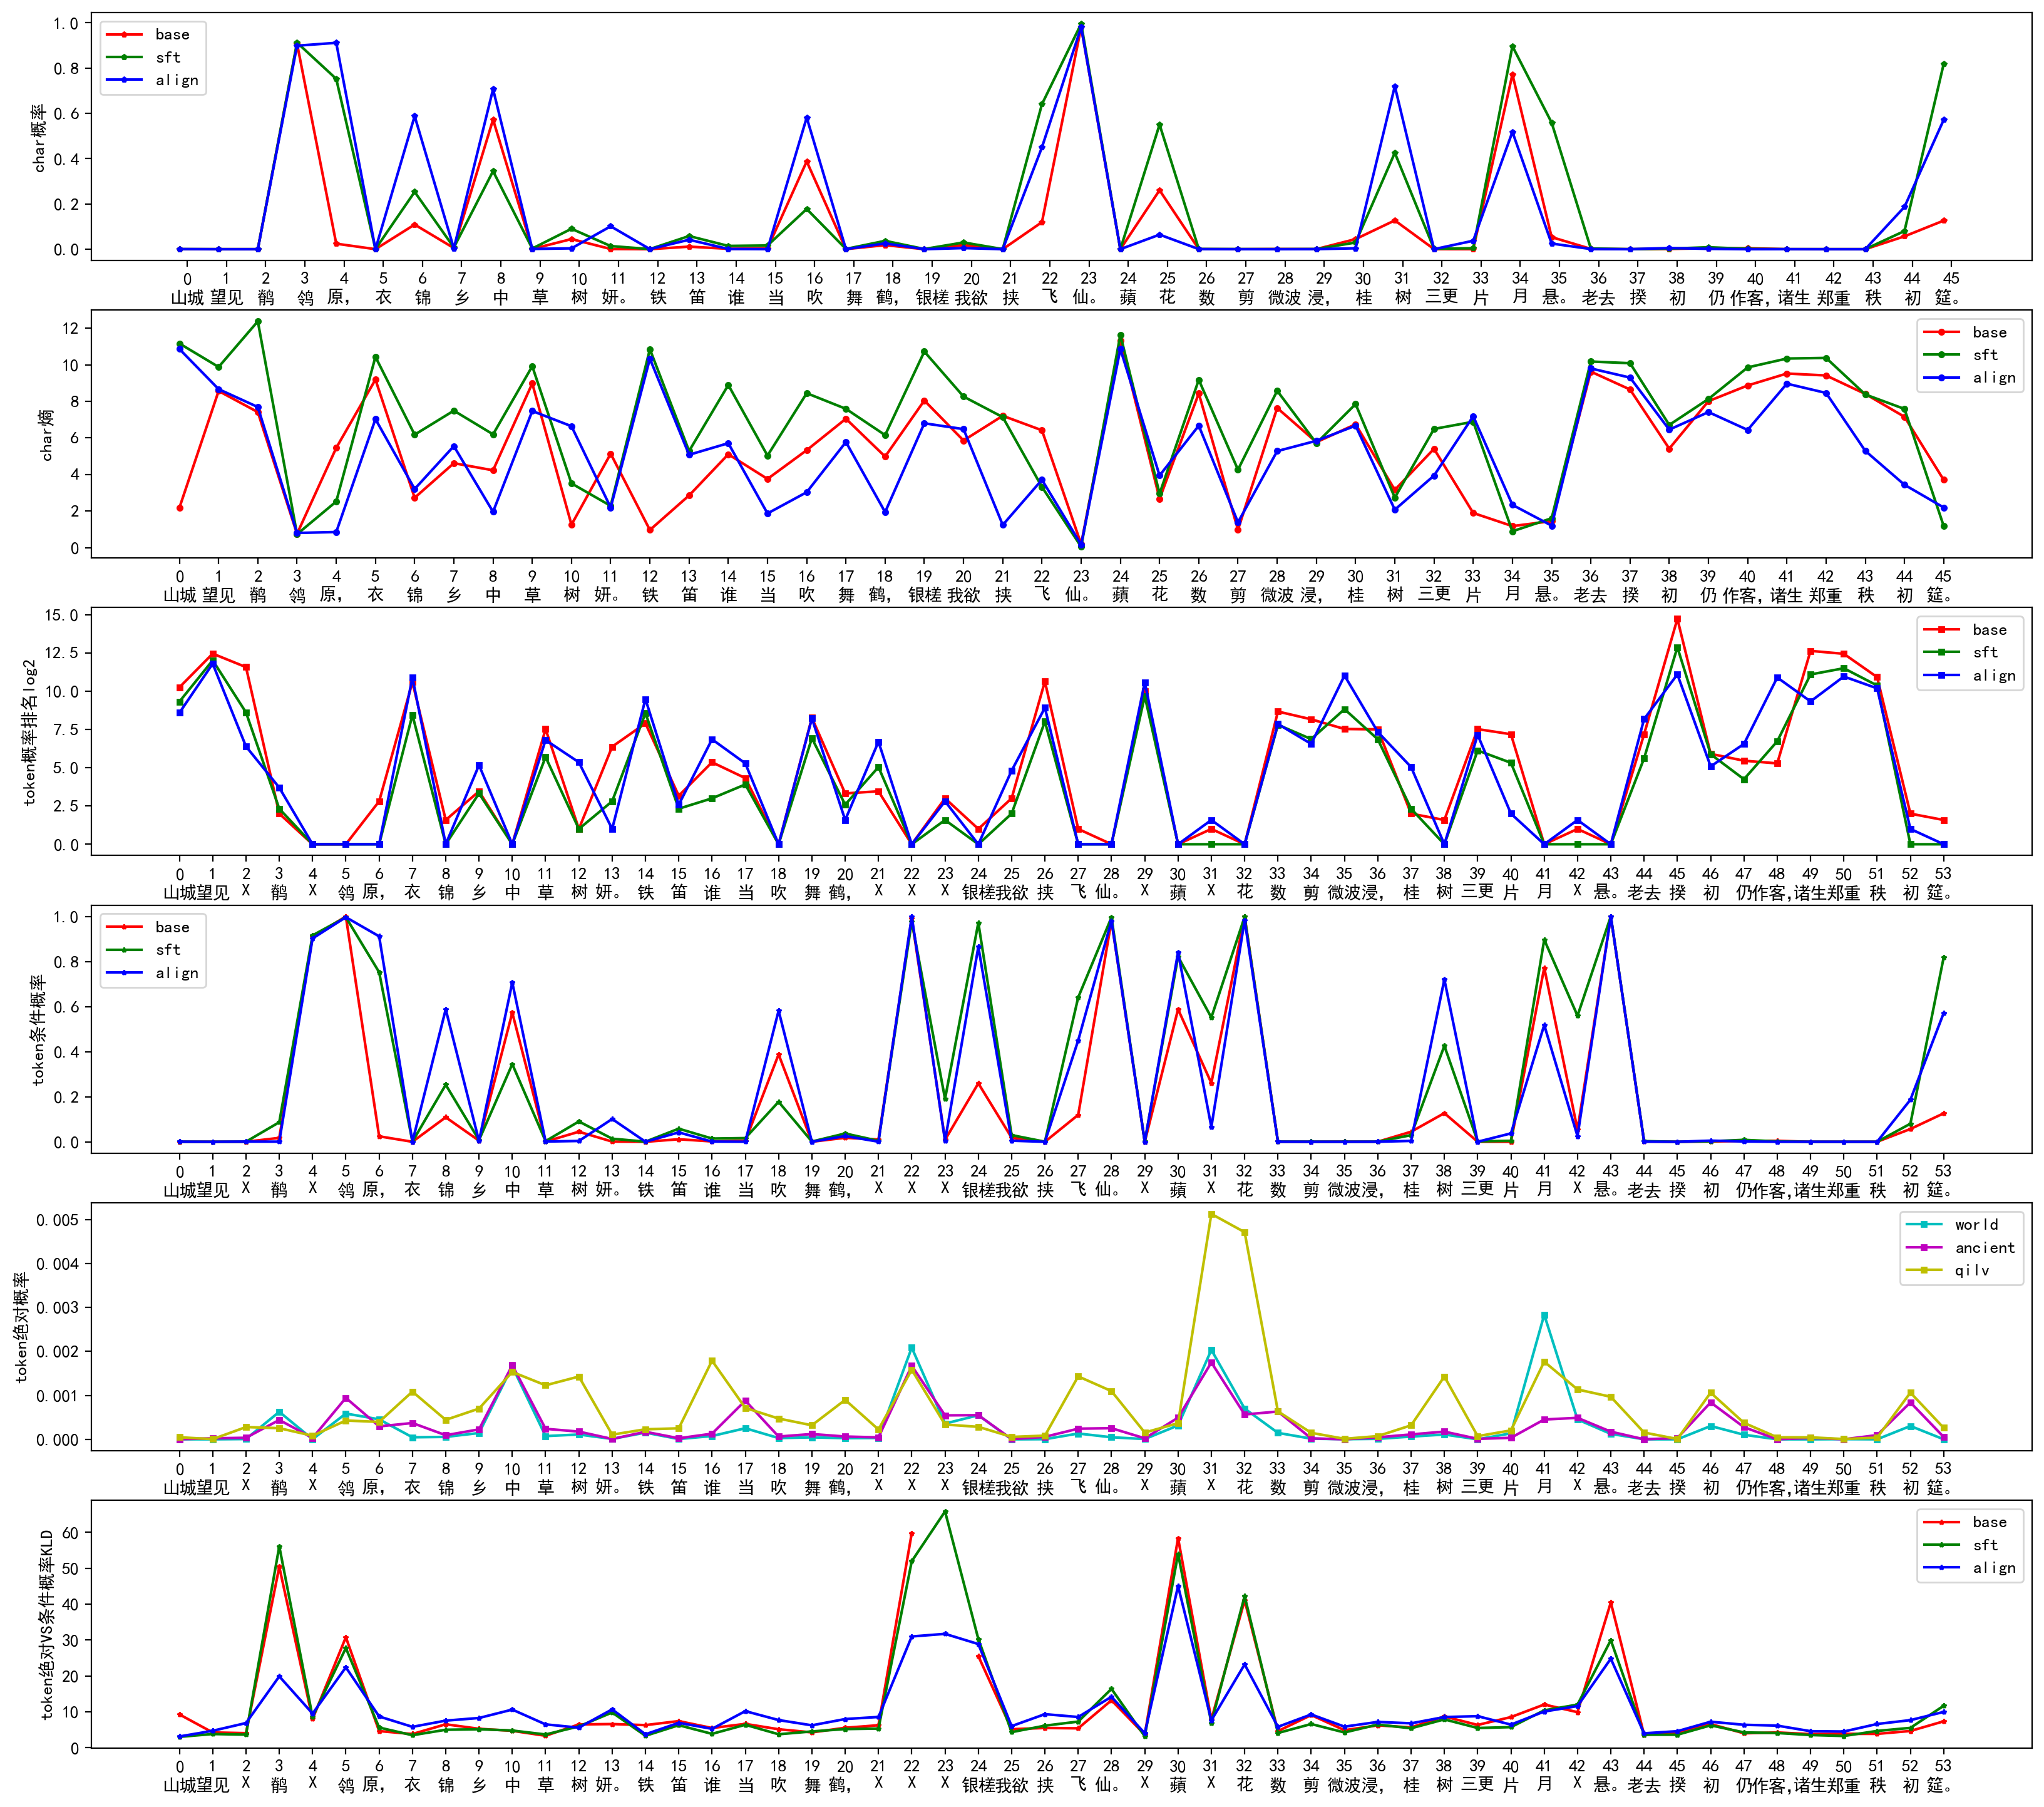 char概率
1.0
0.8
0.6
0.4
0.2
0.0
base
sft
align
0 1 2 3 4 5 6 7 8 9 10 11 12 13 14 15 16 17 18 19 20 21 22 23 24 25 26 27 28 29 30 31 32 33 34 35 36 37 38 39 40 41 42 43 44 45
山城 望见 鹡 鸰 原, 衣 锦 乡 中 草 树 妍。 铁 笛 谁 当 吹 舞 鹤, 银槎 我欲 挟 飞 仙。 蘋 花 数 剪 微波 浸, 桂 树 三更 片 月 悬。 老去 揆 初 仍 作客, 诸生 郑重 秩 初 筵。
char熵
12
10
8
6
4
2
0
base
sft
align
0 1 2 3 4 5 6 7 8 9 10 11 12 13 14 15 16 17 18 19 20 21 22 23 24 25 26 27 28 29 30 31 32 33 34 35 36 37 38 39 40 41 42 43 44 45
山城 望见 鹡 鸰 原, 衣 锦 乡 中 草 树 妍。 铁 笛 谁 当 吹 舞 鹤, 银槎 我欲 挟 飞 仙。 蘋 花 数 剪 微波 浸, 桂 树 三更 片 月 悬。 老去 揆 初 仍 作客, 诸生 郑重 秩 初 筵。
token概率排名log2
15.0
12.5
10.0
7.5
5.0
2.5
0.0
base
sft
align
0 1 2 3 4 5 6 7 8 9 10 11 12 13 14 15 16 17 18 19 20 21 22 23 24 25 26 27 28 29 30 31 32 33 34 35 36 37 38 39 40 41 42 43 44 45 46 47 48 49 50 51 52 53
山城 望见 X 鹡 X 鸰 原, 衣 锦 乡 中 草 树 妍。 铁 笛 谁 当 吹 舞 鹤, X X X 银槎 我欲 挟 飞 仙。 X 蘋 X 花 数 剪 微波 浸, 桂 树 三更 片 月 X 悬。 老去 揆 初 仍 作客, 诸生 郑重 秩 初 筵。
token条件概率
1.0
0.8
0.6
0.4
0.2
0.0
base
sft
align
0 1 2 3 4 5 6 7 8 9 10 11 12 13 14 15 16 17 18 19 20 21 22 23 24 25 26 27 28 29 30 31 32 33 34 35 36 37 38 39 40 41 42 43 44 45 46 47 48 49 50 51 52 53
山城 望见 X 鹡 X 鸰 原, 衣 锦 乡 中 草 树 妍。 铁 笛 谁 当 吹 舞 鹤, X X X 银槎 我欲 挟 飞 仙。 X 蘋 X 花 数 剪 微波 浸, 桂 树 三更 片 月 X 悬。 老去 揆 初 仍 作客, 诸生 郑重 秩 初 筵。
token绝对概率
0.005
0.004
0.003
0.002
0.001
0.000
world
ancient
qilv
0 1 2 3 4 5 6 7 8 9 10 11 12 13 14 15 16 17 18 19 20 21 22 23 24 25 26 27 28 29 30 31 32 33 34 35 36 37 38 39 40 41 42 43 44 45 46 47 48 49 50 51 52 53
山城 望见 X 鹡 X 鸰 原, 衣 锦 乡 中 草 树 妍。 铁 笛 谁 当 吹 舞 鹤, X X X 银槎 我欲 挟 飞 仙。 X 蘋 X 花 数 剪 微波 浸, 桂 树 三更 片 月 X 悬。 老去 揆 初 仍 作客, 诸生 郑重 秩 初 筵。
token绝对VS条件概率KLD
60
50
40
30
20
10
0
base
sft
align
0 1 2 3 4 5 6 7 8 9 10 11 12 13 14 15 16 17 18 19 20 21 22 23 24 25 26 27 28 29 30 31 32 33 34 35 36 37 38 39 40 41 42 43 44 45 46 47 48 49 50 51 52 53
山城 望见 X 鹡 X 鸰 原, 衣 锦 乡 中 草 树 妍。 铁 笛 谁 当 吹 舞 鹤, X X X 银槎 我欲 挟 飞 仙。 X 蘋 X 花 数 剪 微波 浸, 桂 树 三更 片 月 X 悬。 老去 揆 初 仍 作客, 诸生 郑重 秩 初 筵。